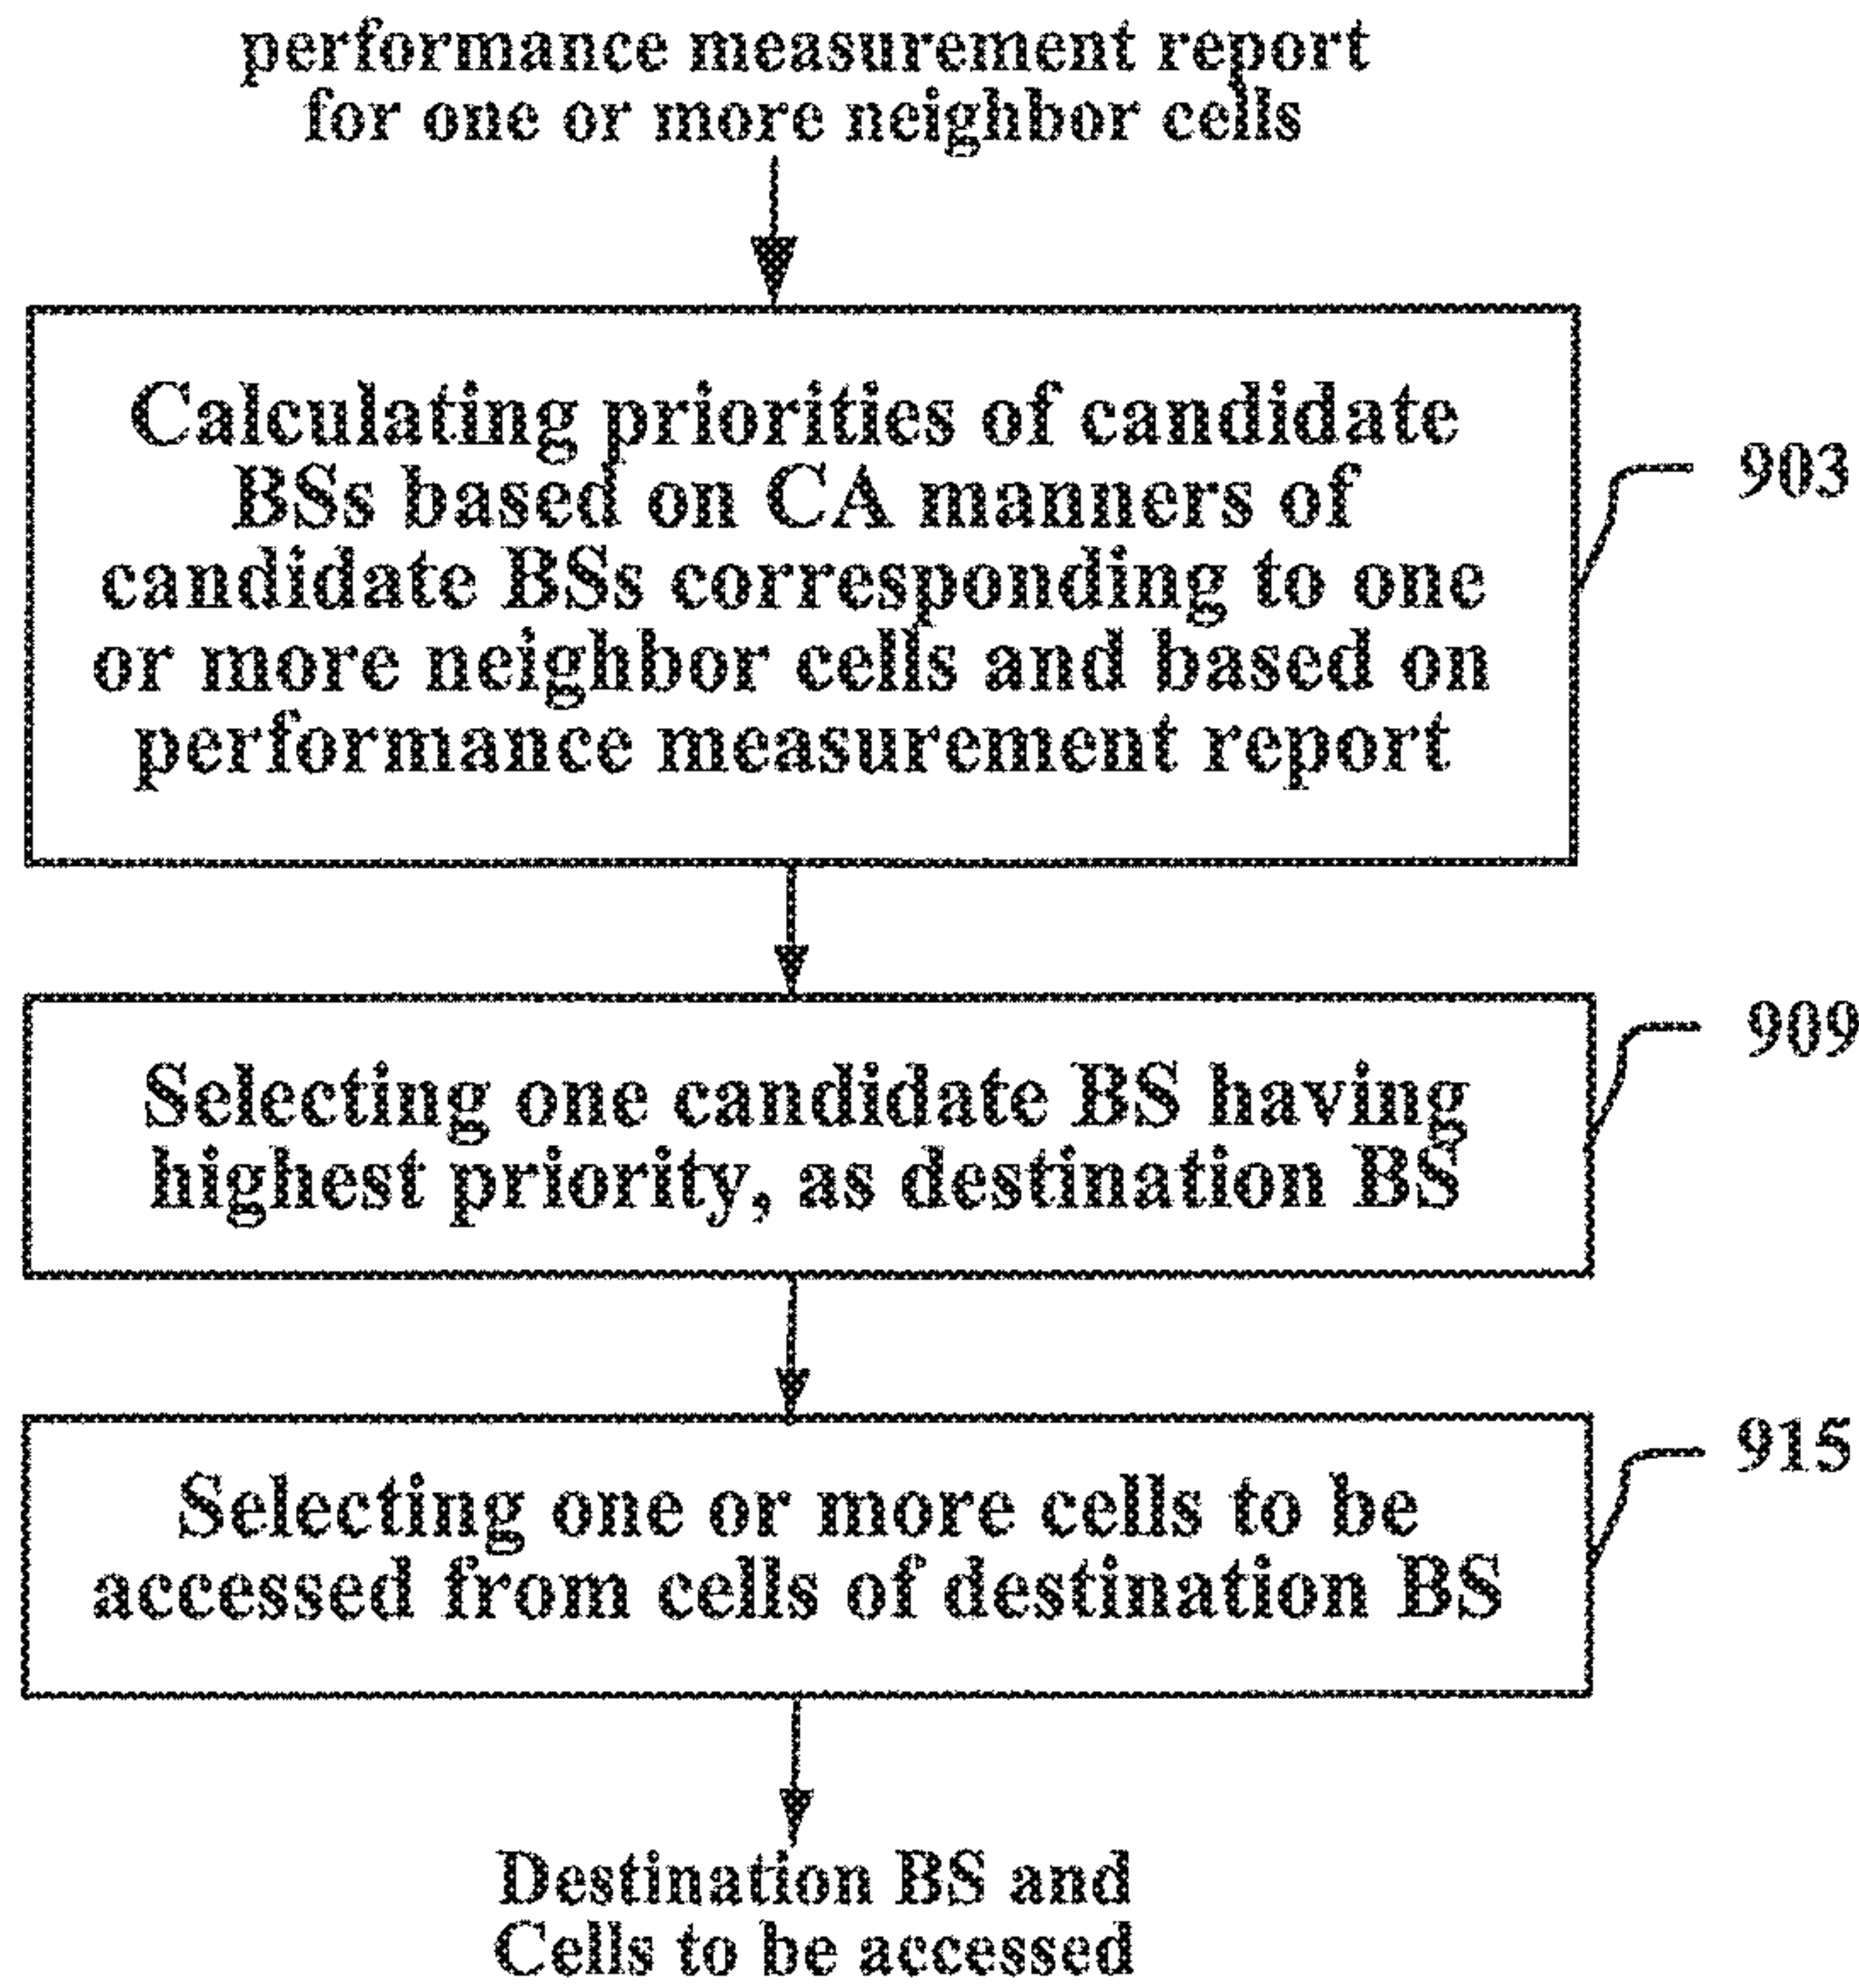 performance measurement report
for one or more neighbor cells
Calculating priorities of candidate
BSs based on CA manners of
candidate BSs corresponding to one
or more neighbor cells and based on
performance measurement report
903
Selecting one candidate BS having
highest priority, as destination BS
909
Selecting one or more cells to be
accessed from cells of destination BS
915
Destination BS and
Cells to be accessed